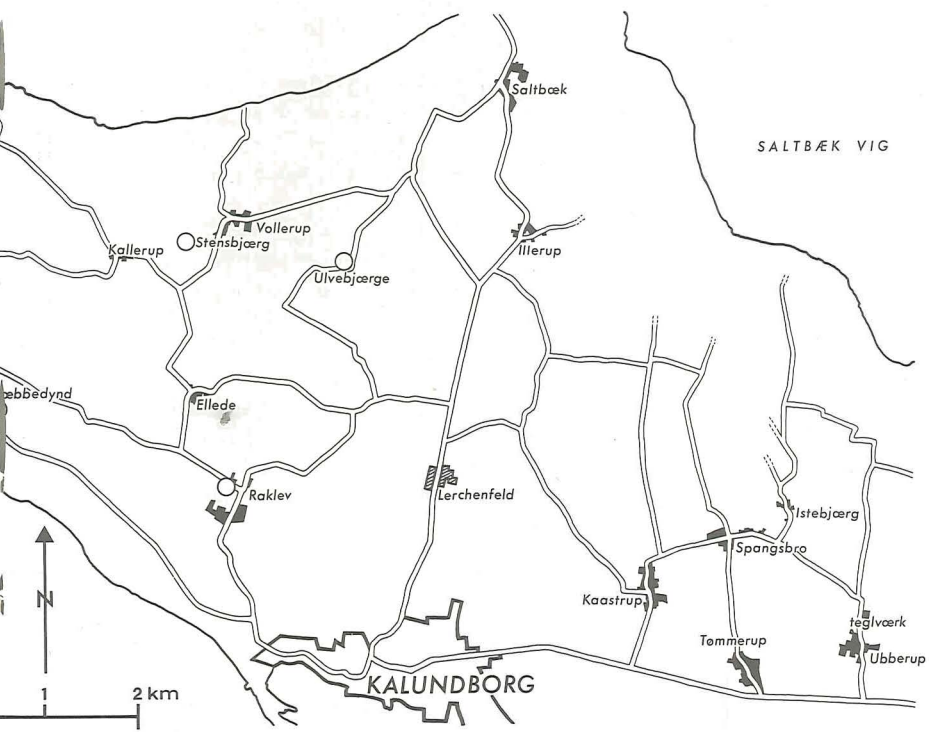 Saltbæk
SALTBÆK VIG
Vollerup
Stensbjærg
Kallerup
Illerup
Ulvebjærge
æbbedynd
Ellede
Raklev
Lerchenfeld
Istebjærg
Spangsbro
Kaastrup
teglværk
Tømmerup
Ubberup
N
KALUNDBORG
1
2 km